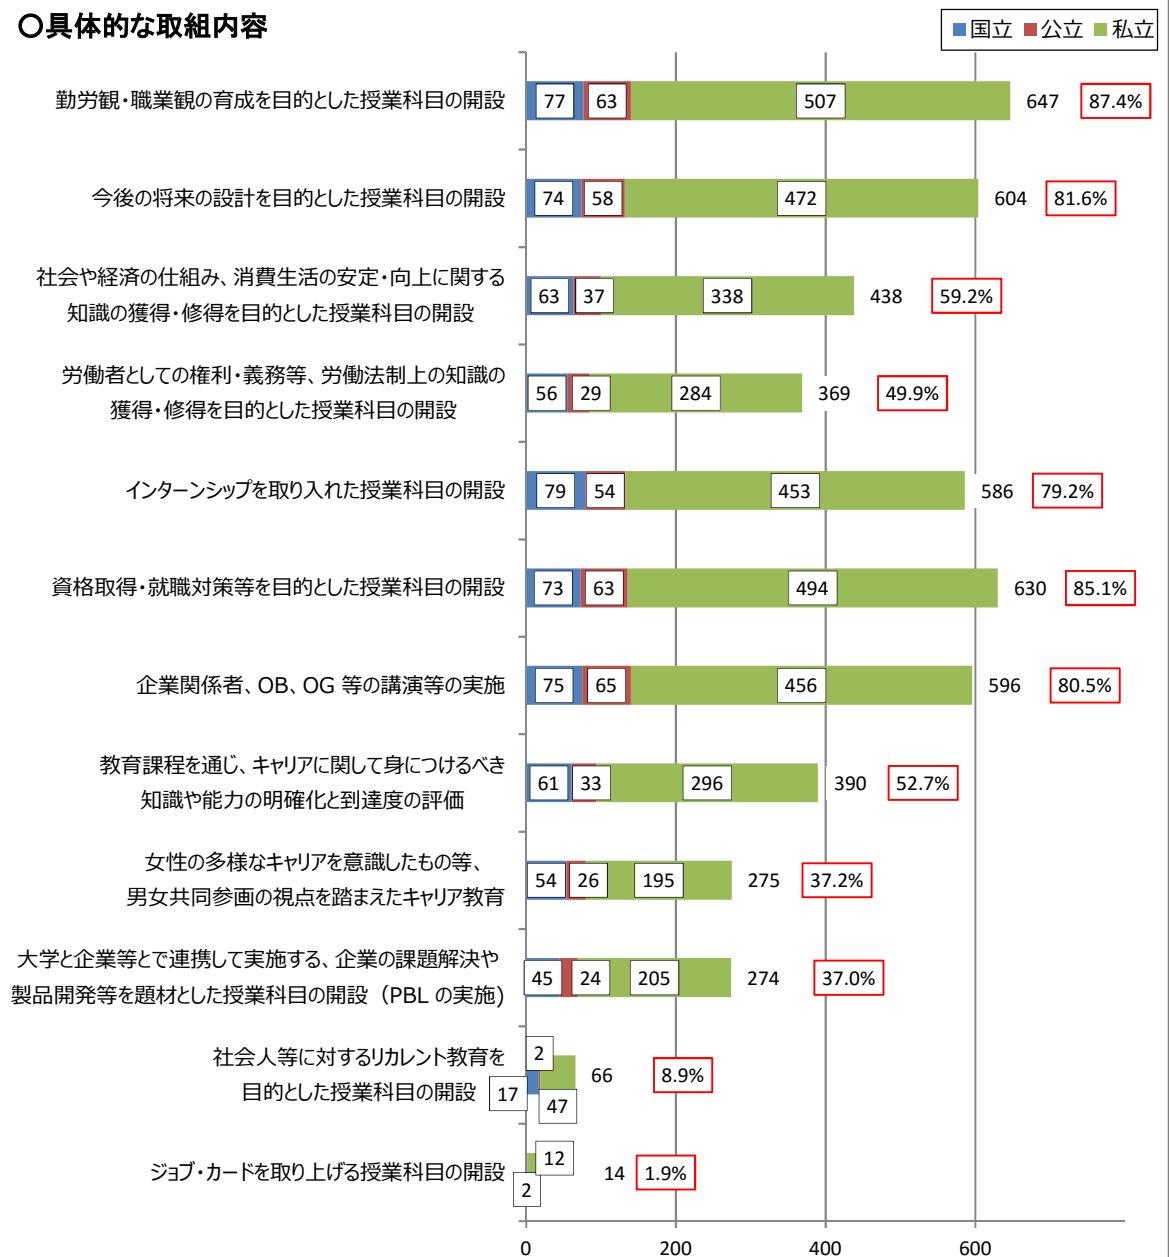 〇具体的な取組内容
国立 公立 私立
勤労観・職業観の育成を目的とした授業科目の開設 77 63 507 647 87.4%
今後の将来の設計を目的とした授業科目の開設 74 58 472 604 81.6%
社会や経済の仕組み、消費生活の安定・向上に関する
知識の獲得・修得を目的とした授業科目の開設 63 37 338 438 59.2%
労働者としての権利・義務等、労働法制上の知識の
獲得・修得を目的とした授業科目の開設 56 29 284 369 49.9%
インターンシップを取り入れた授業科目の開設 79 54 453 586 79.2%
資格取得・就職対策等を目的とした授業科目の開設 73 63 494 630 85.1%
企業関係者、OB、OG 等の講演等の実施 75 65 456 596 80.5%
教育課程を通じ、キャリアに関して身につけるべき
知識や能力の明確化と到達度の評価 61 33 296 390 52.7%
女性の多様なキャリアを意識したもの等、
男女共同参画の視点を踏まえたキャリア教育 54 26 195 275 37.2%
大学と企業等とで連携して実施する、企業の課題解決や
製品開発等を題材とした授業科目の開設（PBL の実施) 45 24 205 274 37.0%
社会人等に対するリカレント教育を
目的とした授業科目の開設 17 2 47 66 8.9%
ジョブ・カードを取り上げる授業科目の開設 2 12 14 1.9%
0 200 400 600